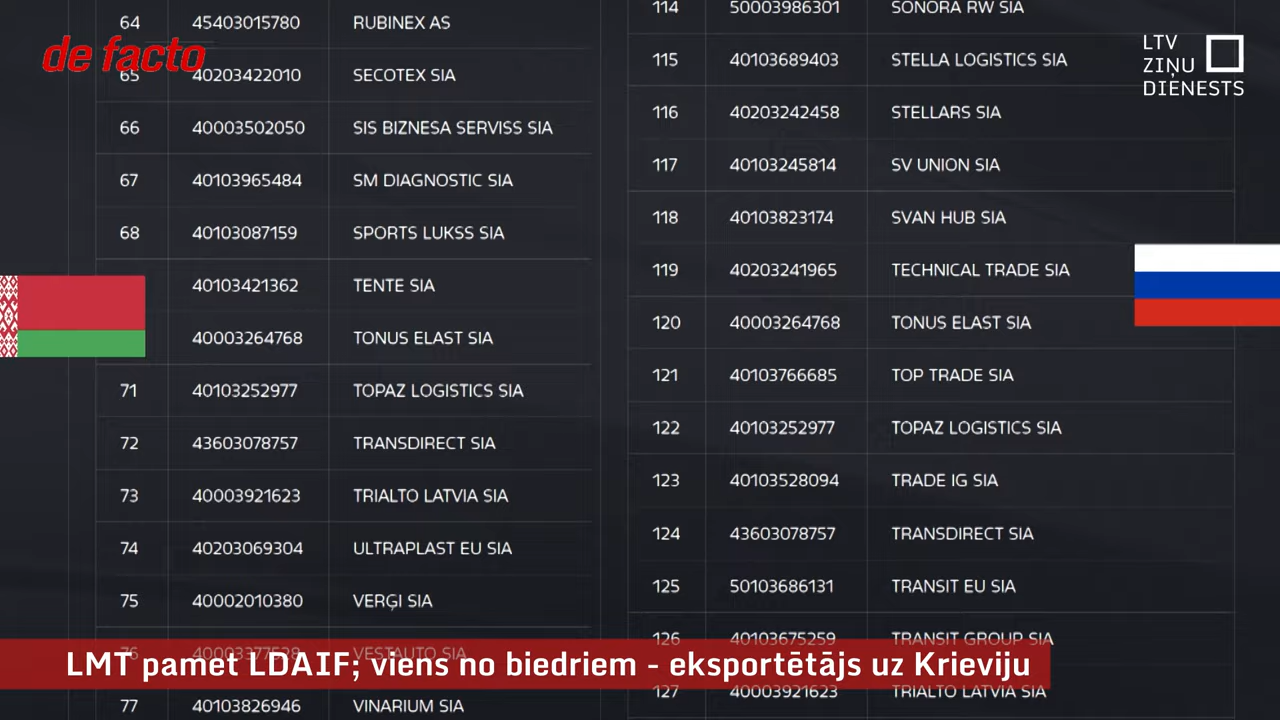 de facto
LTV
ZIŅU
DIENESTS
64 45403015780 RUBINEX AS
65 40203422010 SECOTEX SIA
66 40003502050 SIS BIZNESA SERVISS SIA
67 40103965484 SM DIAGNOSTIC SIA
68 40103087159 SPORTS LUKSS SIA
40103421362 TENTE SIA
40003264768 TONUS ELAST SIA
71 40103252977 TOPAZ LOGISTICS SIA
72 43603078757 TRANSDIRECT SIA
73 40003921623 TRIALTO LATVIA SIA
74 40203069304 ULTRAPLAST EU SIA
75 40002010380 VERĢI SIA
76 VESTAUTO SIA
77 40103826946 VINARIUM SIA
114 50003986301 SONORA RW SIA
115 40103689403 STELLA LOGISTICS SIA
116 40203242458 STELLARS SIA
117 40103245814 SV UNION SIA
118 40103823174 SVAN HUB SIA
119 40203241965 TECHNICAL TRADE SIA
120 40003264768 TONUS ELAST SIA
121 40103766685 TOP TRADE SIA
122 40103252977 TOPAZ LOGISTICS SIA
123 40103528094 TRADE IG SIA
124 43603078757 TRANSDIRECT SIA
125 50103686131 TRANSIT EU SIA
126 40103675259 TRANSIT GROUP SIA
127 40003921623 TRIALTO LATVIA SIA
LMT pamet LDAIF; viens no biedriem - eksportētājs uz Krieviju